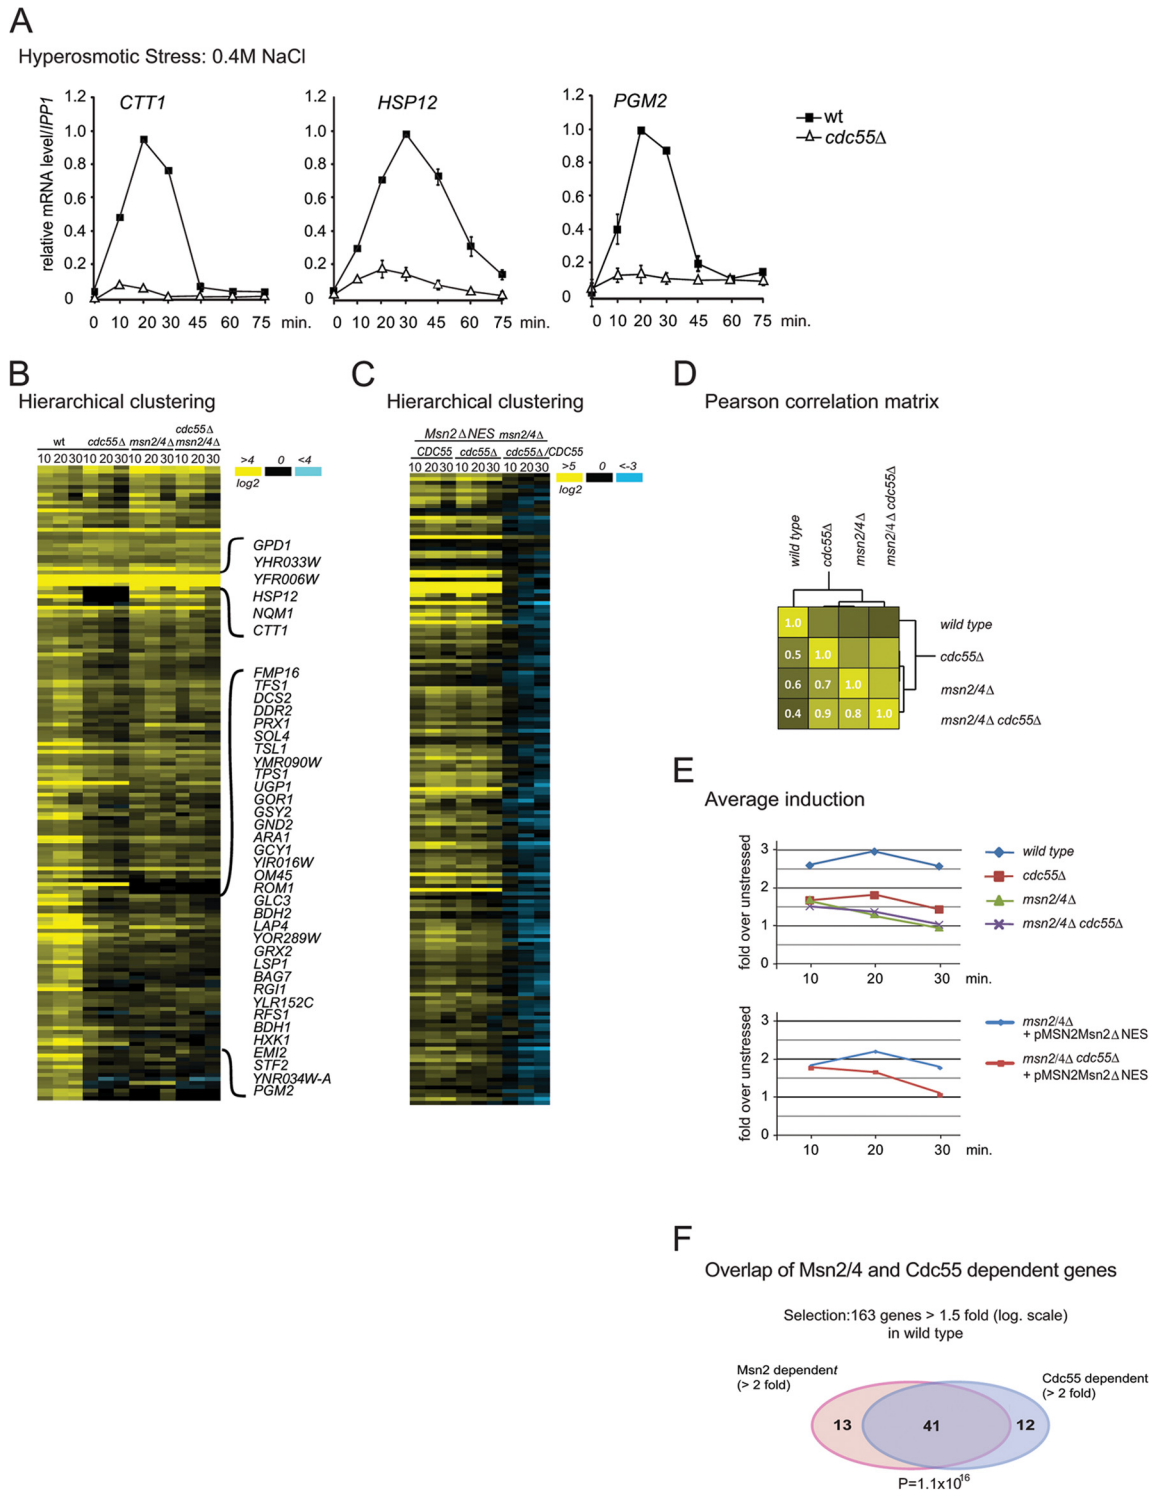 A
Hyperosmotic Stress: 0.4M NaCl
relative mRNA level/IPP1
CTT1
1.2
1.0
0.8
0.6
0.4
0.2
0
0 10 20 30 45 60 75 min.
HSP12
1.2
1.0
0.8
0.6
0.4
0.2
0
0 10 20 30 45 60 75 min.
PGM2
1.2
1.0
0.8
0.6
0.4
0.2
0
0 10 20 30 45 60 75 min.
wt
cdc55Δ
B
Hierarchical clustering
cdc55Δ
wt cdc55Δ msn2/4Δ msn2/4Δ
10 20 30 10 20 30 10 20 30 10 20 30
>4 0 <4
log2
GPD1
YHR033W
YFR006W
HSP12
NQM1
CTT1
FMP16
TFS1
DCS2
DDR2
PRX1
SOL4
TSL1
YMR090W
TPS1
UGP1
GOR1
GSY2
GND2
ARA1
GCY1
YIR016W
OM45
ROM1
GLC3
BDH2
LAP4
YOR289W
GRX2
LSP1
BAG7
RGI1
YLR152C
RFS1
BDH1
HXK1
EMI2
STF2
YNR034W-A
PGM2
C
Hierarchical clustering
Msn2ΔNES msn2/4Δ
CDC55 cdc55Δ cdc55Δ/CDC55
10 20 30 10 20 30 10 20 30
>5 0 <-3
log2
D
Pearson correlation matrix
wild type
cdc55Δ
msn2/4Δ
msn2/4Δ cdc55Δ
1.0 wild type
0.5 1.0 cdc55Δ
0.6 0.7 1.0 msn2/4Δ
0.4 0.9 0.8 1.0 msn2/4Δ cdc55Δ
E
Average induction
fold over unstressed
3
2
1
0
10 20 30 min.
wild type
cdc55Δ
msn2/4Δ
msn2/4Δ cdc55Δ
fold over unstressed
3
2
1
0
10 20 30 min.
msn2/4Δ
+ pMSN2Msn2ΔNES
msn2/4Δ cdc55Δ
+ pMSN2Msn2ΔNES
F
Overlap of Msn2/4 and Cdc55 dependent genes
Selection:163 genes > 1.5 fold (log. scale)
in wild type
Msn2 dependent
(> 2 fold)
Cdc55 dependent
(> 2 fold)
13 41 12
P=1.1x10^16